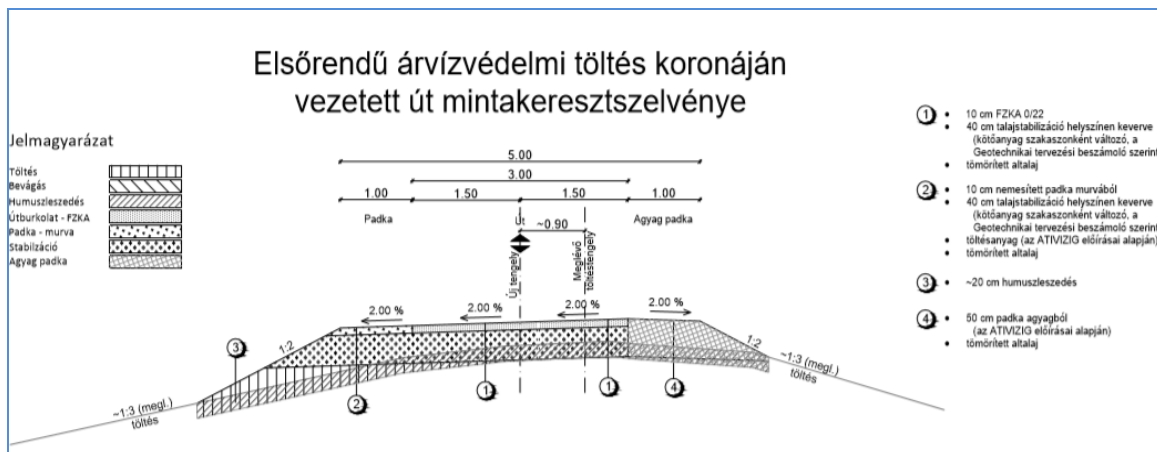 Elsőrendű árvízvédelmi töltés koronáján
vezetett út mintakeresztszelvénye
Jelmagyarázat
Töltés
Bevágás
Humuszleszedés
Útburkolat - FZKA
Padka - murva
Stabilzáció
Agyag padka
5.00
3.00
1.00
1.50
1.50
1.00
Padka
Út
Agyag padka
~0.90
Új tengely
Meglévő
töltéstengely
2.00 %
2.00 %
2.00 %
2.00 %
1:2
1:2
~1:3 (megl.)
töltés
~1:3 (megl.)
töltés
3
2
1
1
4
1 • 10 cm FZKA 0/22
• 40 cm talajstabilizáció helyszínen keverve
(kötőanyag szakaszonként változó, a
Geotechnikai tervezési beszámoló szerint
• tömörített altalaj
2 • 10 cm nemesített padka murvából
• 40 cm talajstabilizáció helyszínen keverve
(kötőanyag szakaszonként változó, a
Geotechnikai tervezési beszámoló szerint
• töltésanyag (az ATIVIZIG előírásai alapján)
• tömörített altalaj
3 • ~20 cm humuszleszedés
4 • 50 cm padka agyagból
(az ATIVIZIG előírásai alapján)
• tömörített altalaj